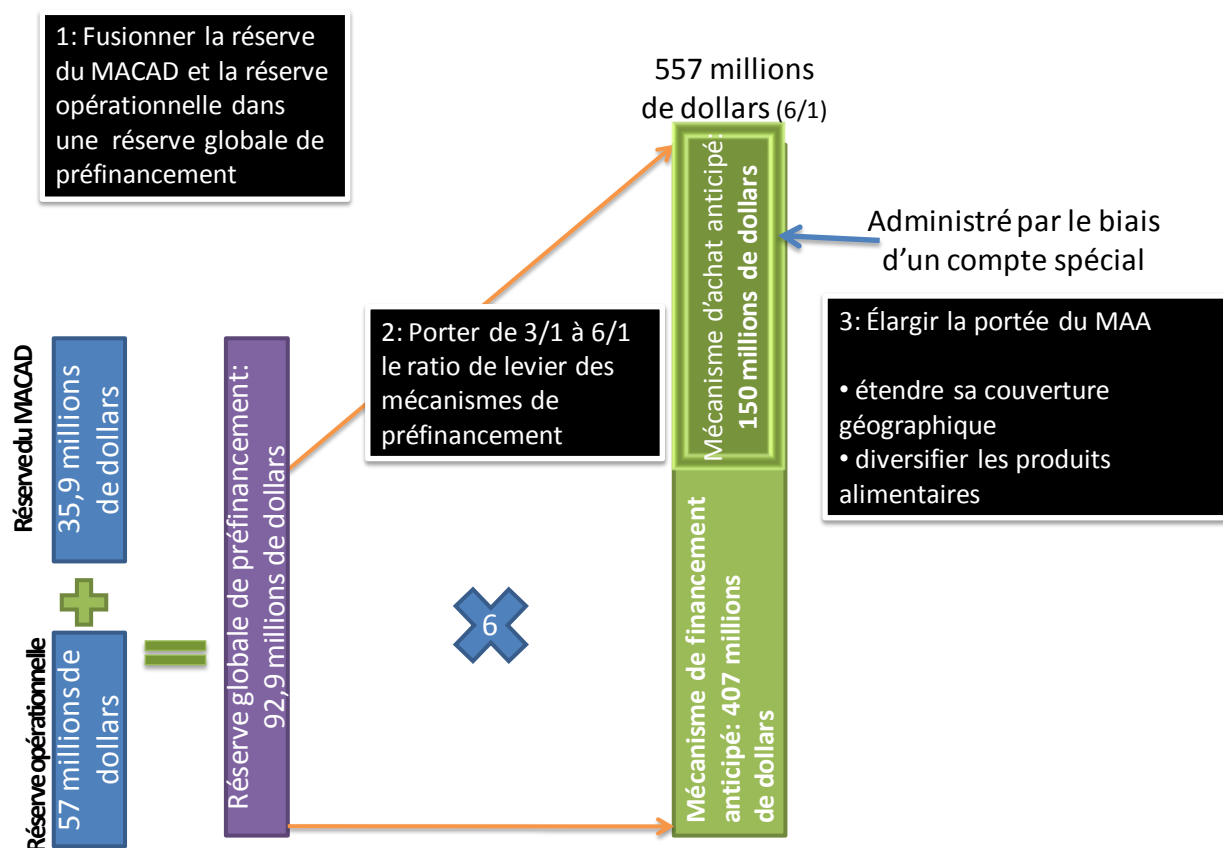 1: Fusionner la réserve
du MACAD et la réserve
opérationnelle dans
une réserve globale de
préfinancement
557 millions
de dollars (6/1)
Mécanisme d'achat anticipé:
150 millions de dollars
Administré par le biais
d'un compte spécial
2: Porter de 3/1 à 6/1
le ratio de levier des
mécanismes de
préfinancement
3: Élargir la portée du MAA
• étendre sa couverture
géographique
• diversifier les produits
alimentaires
Réserve du MACAD
35,9 millions
de dollars
Réserve opérationnelle
57 millions de
dollars
Réserve globale de préfinancement:
92,9 millions de dollars
6
Mécanisme de financement
anticipé: 407 millions
de dollars